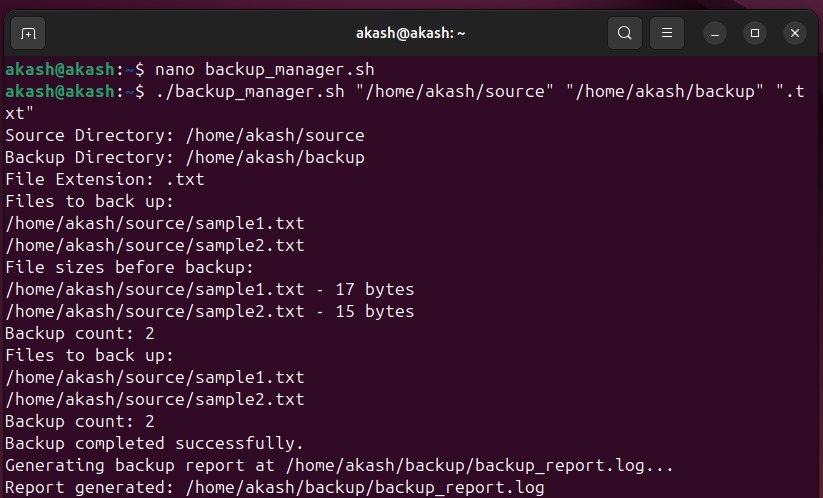 akash@akash: ~
akash@akash:~$ nano backup_manager.sh
akash@akash:~$ ./backup_manager.sh "/home/akash/source" "/home/akash/backup" ".t
xt"
Source Directory: /home/akash/source
Backup Directory: /home/akash/backup
File Extension: .txt
Files to back up:
/home/akash/source/sample1.txt
/home/akash/source/sample2.txt
File sizes before backup:
/home/akash/source/sample1.txt - 17 bytes
/home/akash/source/sample2.txt - 15 bytes
Backup count: 2
Files to back up:
/home/akash/source/sample1.txt
/home/akash/source/sample2.txt
Backup count: 2
Backup completed successfully.
Generating backup report at /home/akash/backup/backup_report.log...
Report generated: /home/akash/backup/backup_report.log